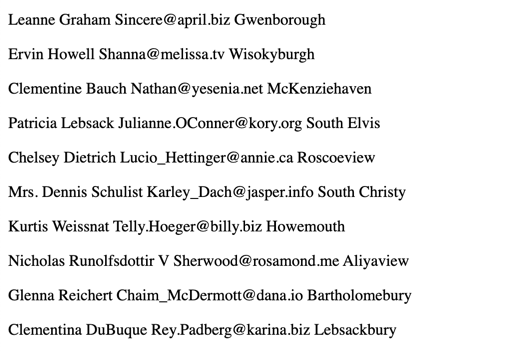 Leanne Graham Sincere@april.biz Gwenborough
Ervin Howell Shanna@melissa.tv Wisokyburgh
Clementine Bauch Nathan@yesenia.net McKenziehaven
Patricia Lebsack Julianne.OConner@kory.org South Elvis
Chelsey Dietrich Lucio_Hettinger@annie.ca Roscoeview
Mrs. Dennis Schulist Karley_Dach@jasper.info South Christy
Kurtis Weissnat Telly.Hoeger@billy.biz Howemouth
Nicholas Runolfsdottir V Sherwood@rosamond.me Aliyaview
Glenna Reichert Chaim_McDermott@dana.io Bartholomebury
Clementina DuBuque Rey.Padberg@karina.biz Lebsackbury